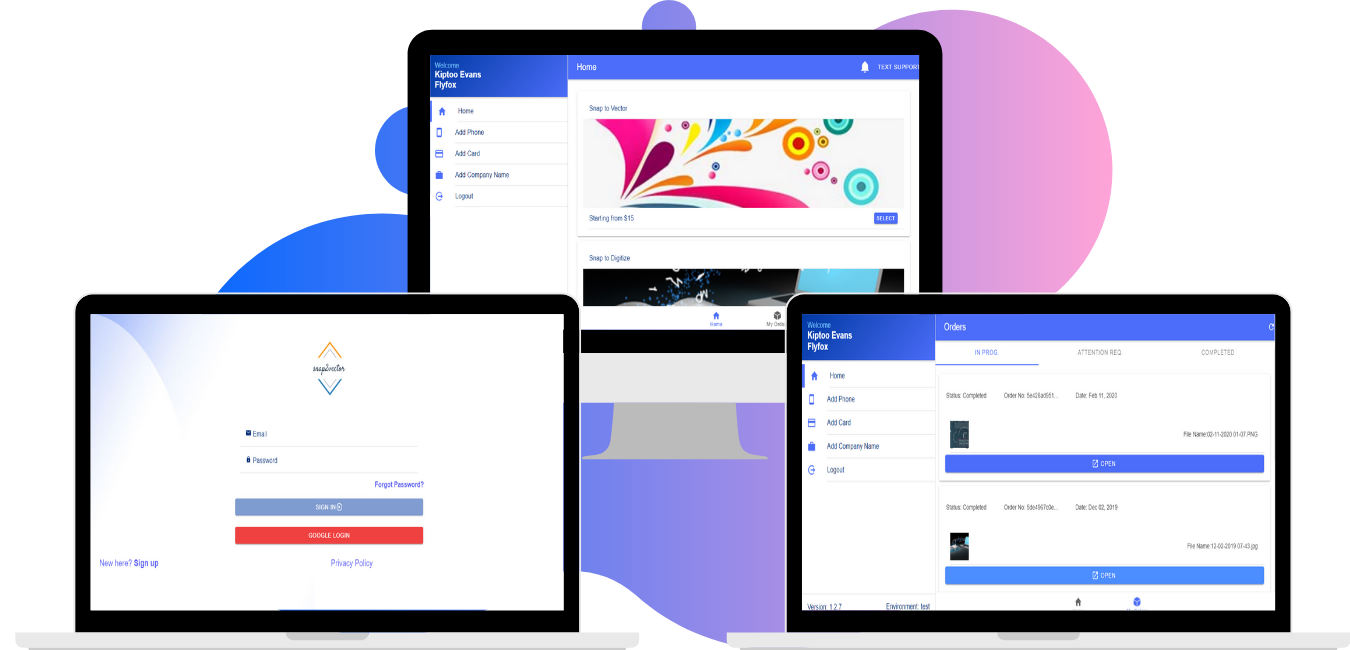 Welcome
Kiptoo Evans
Flyfox
Home
Add Phone
Add Card
Add Company Name
Logout
Home
TEXT SUPPORT
Snap to Vector
Starting from $15
SELECT
Snap to Digitize
Home
My Orde
snap2vector
Email
Password
Forgot Password?
SIGN IN
GOOGLE LOGIN
New here? Sign up
Privacy Policy
Welcome
Kiptoo Evans
Flyfox
Home
Add Phone
Add Card
Add Company Name
Logout
Version: 1.2.7
Environment: test
Orders
IN PROG.
ATTENTION REQ
COMPLETED
Status: Completed
Order No:
Date: Feb 11, 2020
File Name:02-11-2020 01-07.PNG
OPEN
Status: Completed
Order No:
Date: Dec 02, 2019
File Name:12-02-2019 07-43.jpg
OPEN